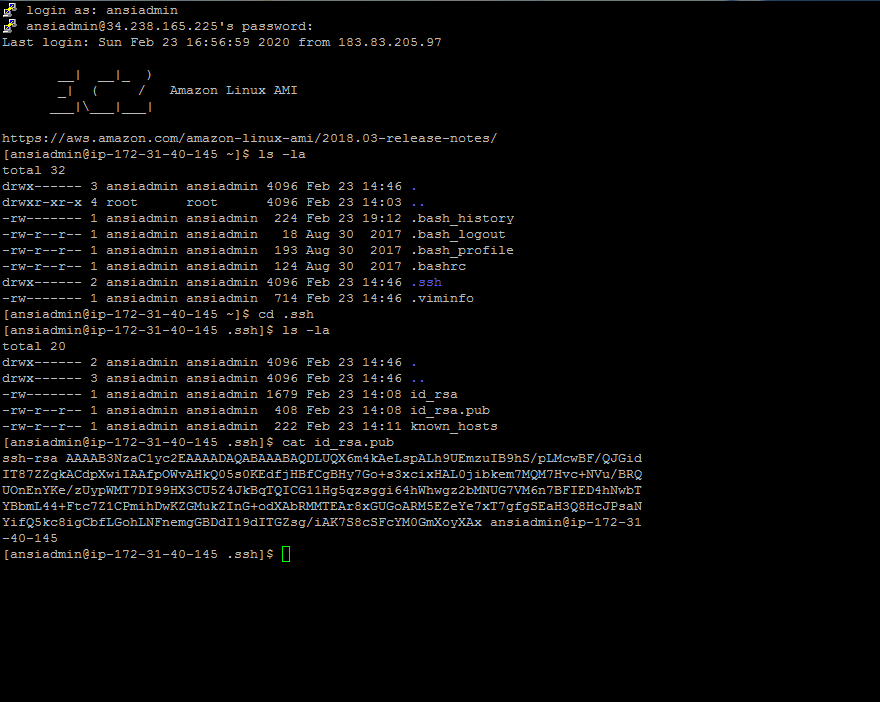 login as: ansiadmin
ansiadmin@34.238.165.225's password:
Last login: Sun Feb 23 16:56:59 2020 from 183.83.205.97
       __|  __|_  )
       _|  (     /   Amazon Linux AMI
      ___|\___|___|
https://aws.amazon.com/amazon-linux-ami/2018.03-release-notes/
[ansiadmin@ip-172-31-40-145 ~]$ ls -la
total 32
drwx------ 3 ansiadmin ansiadmin 4096 Feb 23 14:46 .
drwxr-xr-x 4 root      root      4096 Feb 23 14:03 ..
-rw------- 1 ansiadmin ansiadmin  224 Feb 23 19:12 .bash_history
-rw-r--r-- 1 ansiadmin ansiadmin   18 Aug 30  2017 .bash_logout
-rw-r--r-- 1 ansiadmin ansiadmin  193 Aug 30  2017 .bash_profile
-rw-r--r-- 1 ansiadmin ansiadmin  124 Aug 30  2017 .bashrc
drwx------ 2 ansiadmin ansiadmin 4096 Feb 23 14:46 .ssh
-rw------- 1 ansiadmin ansiadmin  714 Feb 23 14:46 .viminfo
[ansiadmin@ip-172-31-40-145 ~]$ cd .ssh
[ansiadmin@ip-172-31-40-145 .ssh]$ ls -la
total 20
drwx------ 2 ansiadmin ansiadmin 4096 Feb 23 14:46 .
drwx------ 3 ansiadmin ansiadmin 4096 Feb 23 14:46 ..
-rw------- 1 ansiadmin ansiadmin 1679 Feb 23 14:08 id_rsa
-rw-r--r-- 1 ansiadmin ansiadmin  408 Feb 23 14:08 id_rsa.pub
-rw-r--r-- 1 ansiadmin ansiadmin  222 Feb 23 14:11 known_hosts
[ansiadmin@ip-172-31-40-145 .ssh]$ cat id_rsa.pub
ssh-rsa AAAAB3NzaC1yc2EAAAADAQABAAABAQDLUQX6m4kAeLspALh9UEmzuIB9hS/pLMcwBF/QJGid
IT87ZZqkACdpXwiIAAfpOWvAHkQ05s0KEdfjHBfCgBHy7Go+s3xcixHAL0jibkem7MQM7Hvc+NVu/BRQ
UOnEnYKe/zUypWMT7DI99HX3CU5Z4JkBqTQICG11Hg5qzsggi64hWhwgz2bMNUG7VM6n7BFIED4hNwbT
YBbmL44+Ftc7Z1CPmihDwKZGMukZInG+odXAbRMMTEAr8xGUGoARM5EZeYe7xT7gfgSEaH3Q8HcJPsaN
YifQ5kc8igCbfLGohLNFnemgGBDdI19dITGZsg/iAK7S8cSFcYM0GmXoyXAx ansiadmin@ip-172-31
-40-145
[ansiadmin@ip-172-31-40-145 .ssh]$